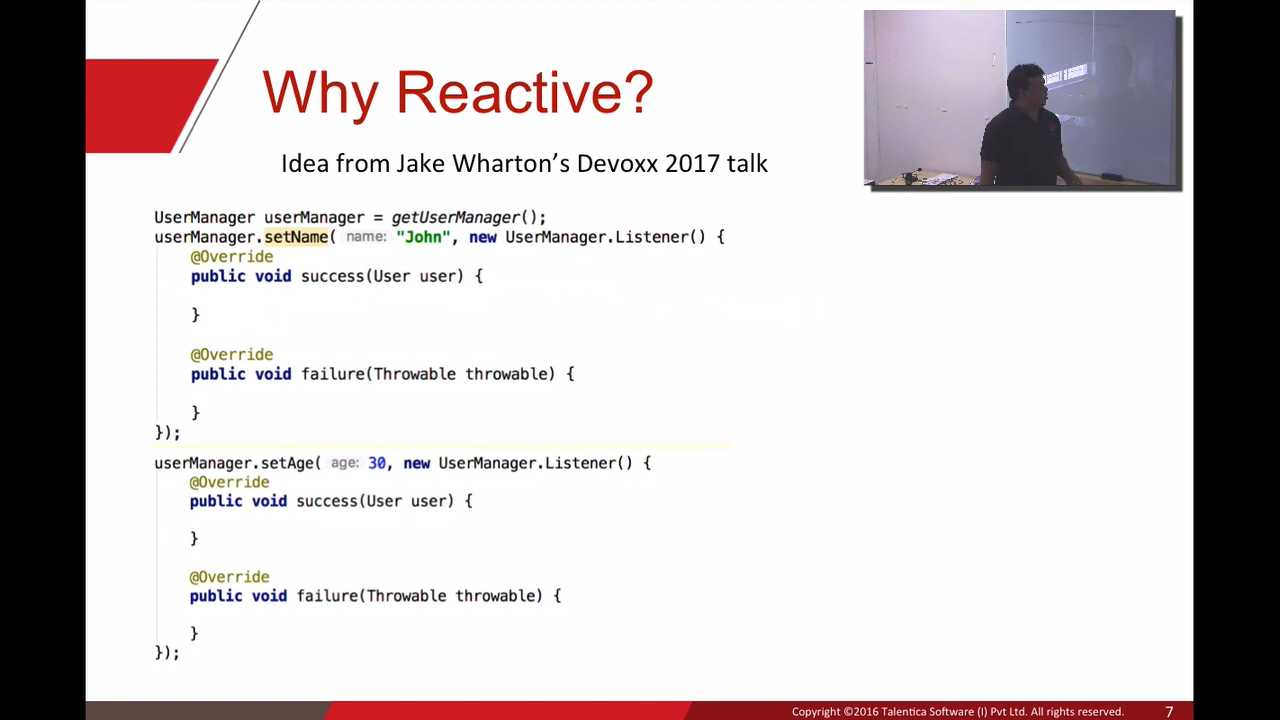 Why Reactive?
Idea from Jake Wharton’s Devoxx 2017 talk
UserManager userManager = getUserManager();
userManager.setName( name: "John", new UserManager.Listener() {
@Override
public void success(User user) {
}
@Override
public void failure(Throwable throwable) {
}
});
userManager.setAge( age: 30, new UserManager.Listener() {
@Override
public void success(User user) {
}
@Override
public void failure(Throwable throwable) {
}
});
Copyright ©2016 Talentica Software (I) Pvt Ltd. All rights reserved. 7